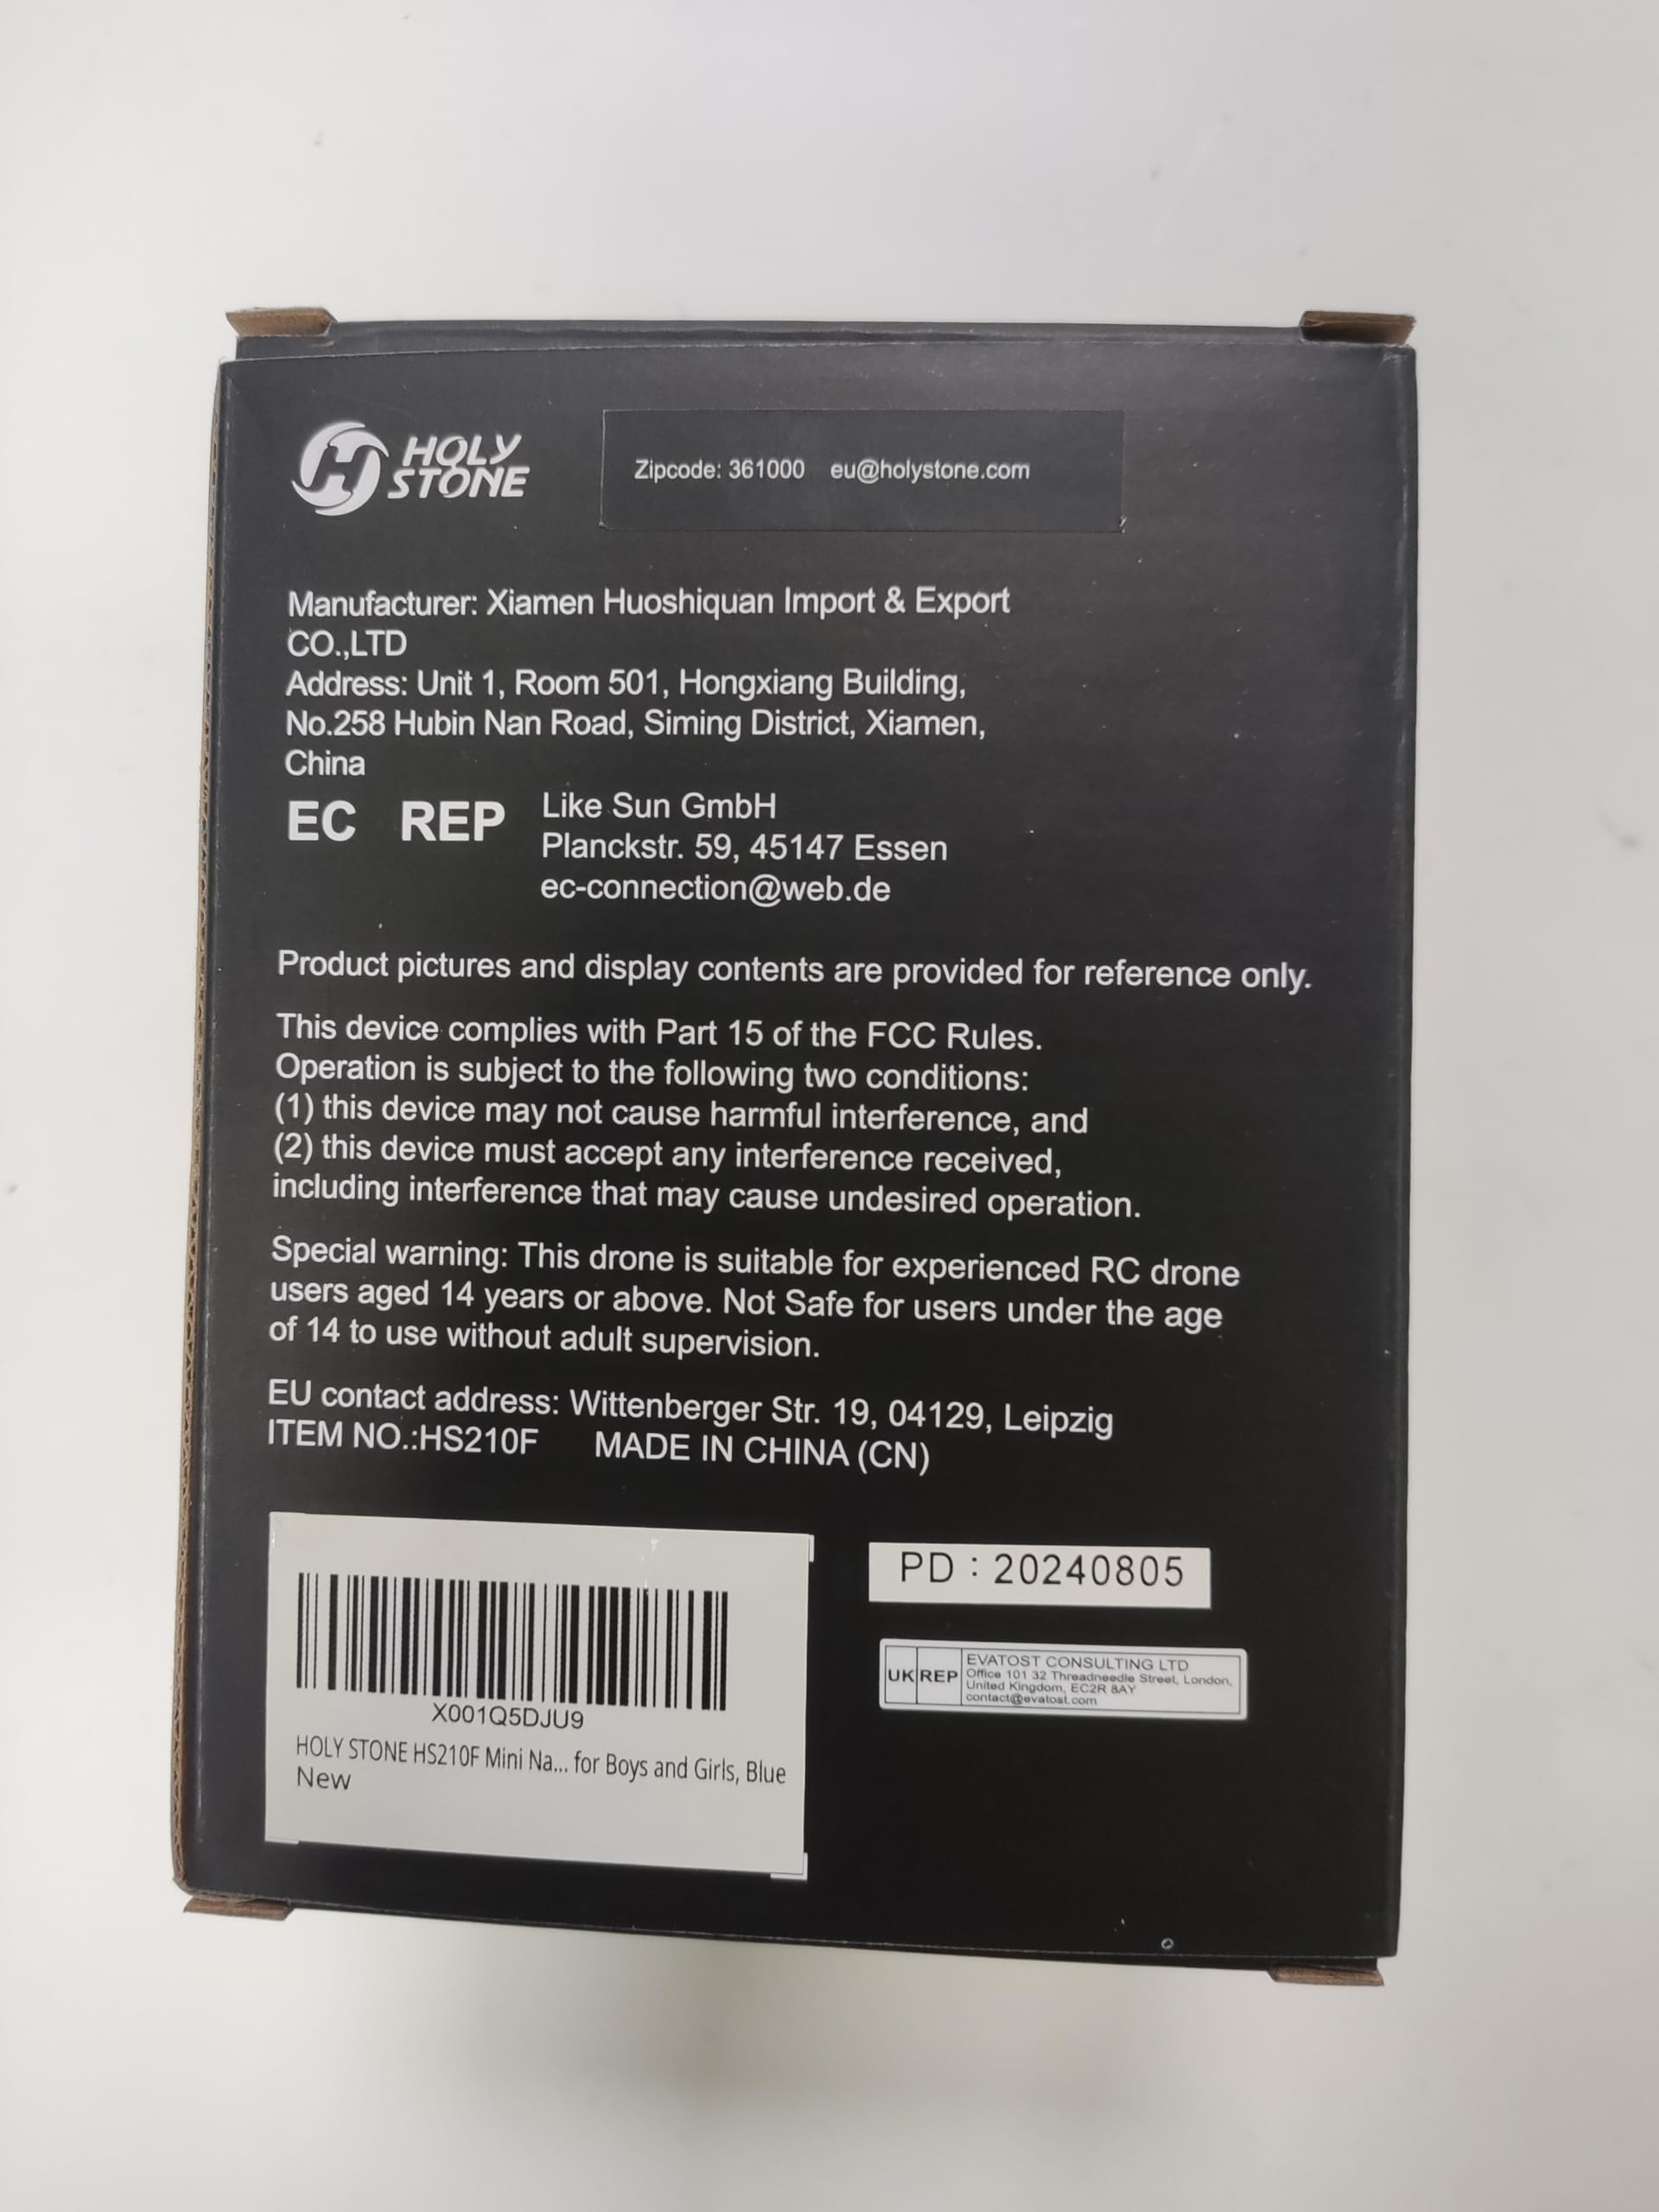 HOLY
STONE
Zipcode: 361000 eu@holystone.com
Manufacturer: Xiamen Huoshiquan Import & Export
CO.,LTD
Address: Unit 1, Room 501, Hongxiang Building,
No.258 Hubin Nan Road, Siming District, Xiamen,
China
EC REP
Like Sun GmbH
Planckstr. 59, 45147 Essen
ec-connection@web.de
Product pictures and display contents are provided for reference only.
This device complies with Part 15 of the FCC Rules.
Operation is subject to the following two conditions:
(1) this device may not cause harmful interference, and
(2) this device must accept any interference received,
including interference that may cause undesired operation.
Special warning: This drone is suitable for experienced RC drone
users aged 14 years or above. Not Safe for users under the age
of 14 to use without adult supervision.
EU contact address: Wittenberger Str. 19, 04129, Leipzig
ITEM NO.:HS210F MADE IN CHINA (CN)
X001Q5DJU9
HOLY STONE HS210F Mini Na... for Boys and Girls, Blue
New
PD : 20240805
UK REP
EVATOST CONSULTING LTD
Office 101 32 Threadneedle Street, London,
United Kingdom, EC2R 8AY
contact@evatost.com